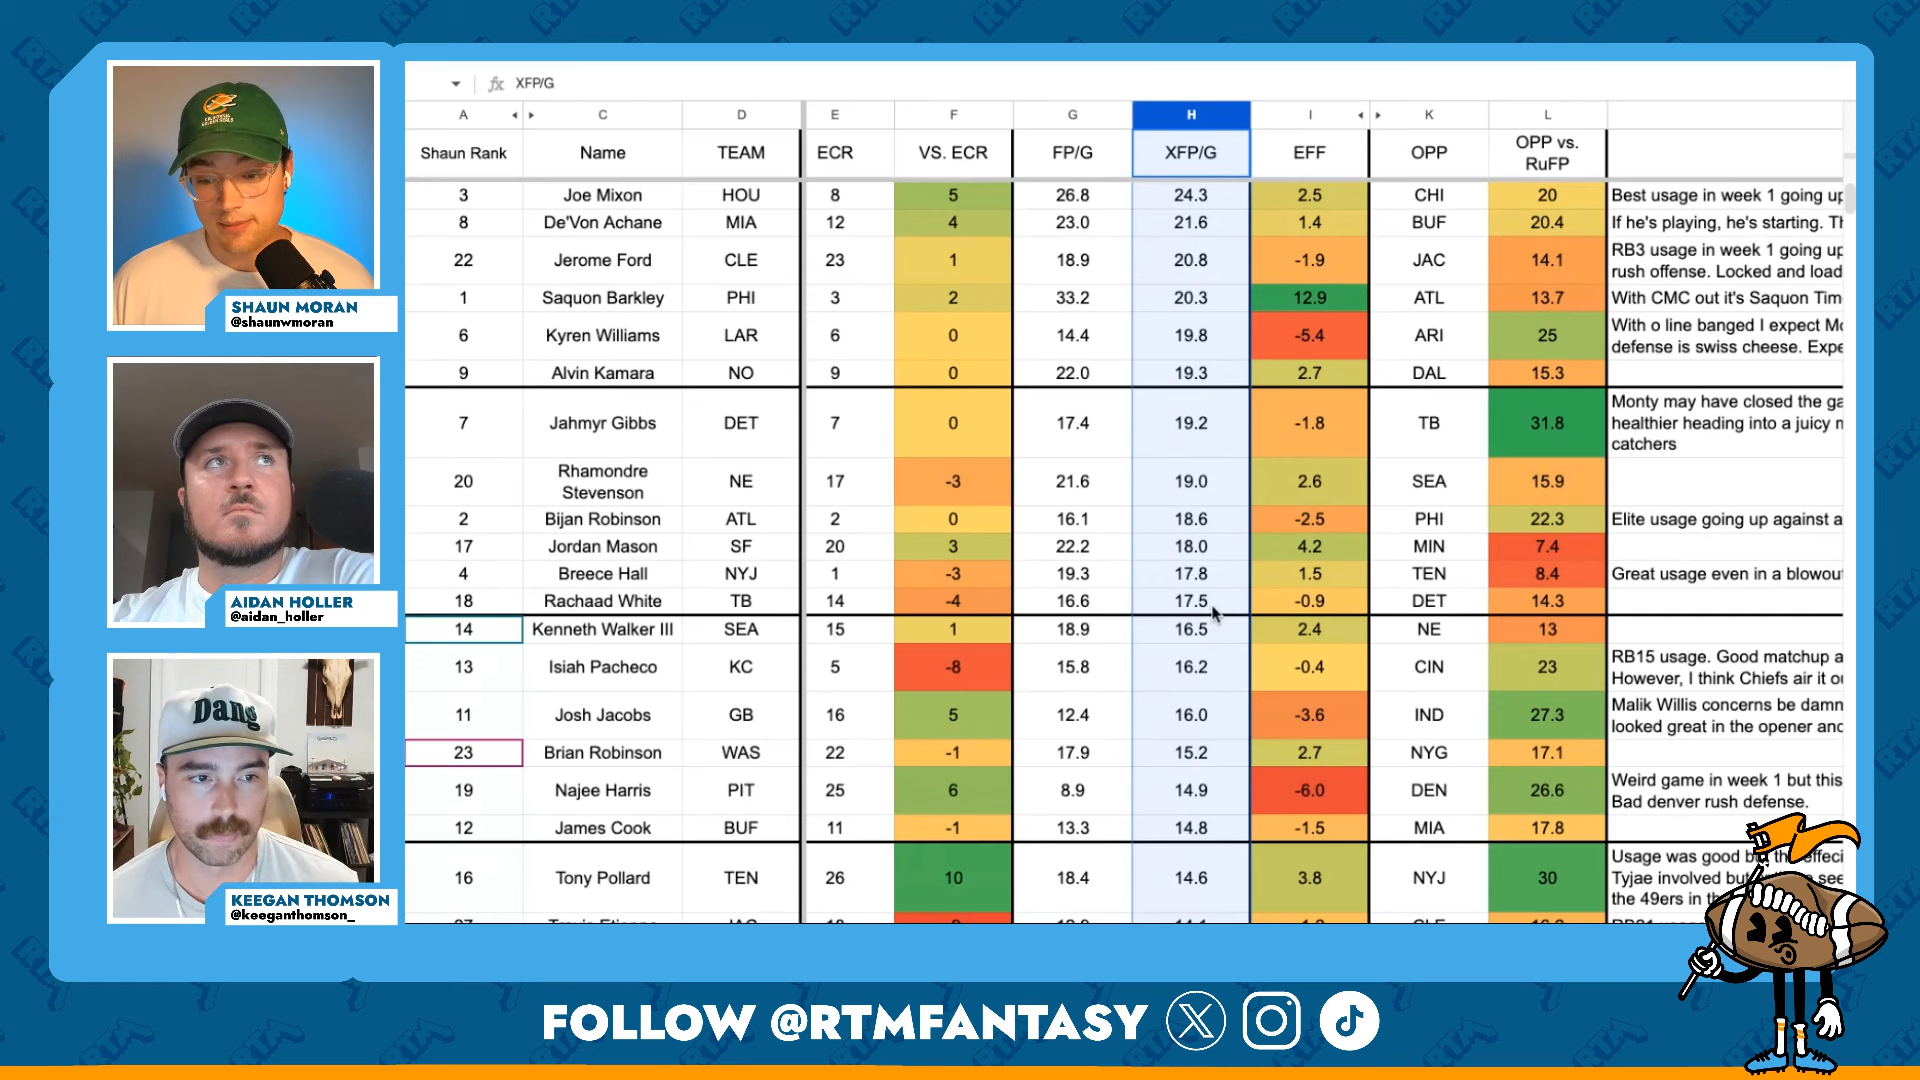 SHAUN MORAN
@shaunwmoran
AIDAN HOLLER
@aidan_holler
Dang
KEEGAN THOMSON
@keeganthomson_
fx XFP/G
A C D E F G H I K L
Shaun Rank Name TEAM ECR VS. ECR FP/G XFP/G EFF OPP OPP vs. RuFP
3 Joe Mixon HOU 8 5 26.8 24.3 2.5 CHI 20 Best usage in week 1 going up
8 De'Von Achane MIA 12 4 23.0 21.6 1.4 BUF 20.4 If he's playing, he's starting. Th
22 Jerome Ford CLE 23 1 18.9 20.8 -1.9 JAC 14.1 RB3 usage in week 1 going up
rush offense. Locked and load
1 Saquon Barkley PHI 3 2 33.2 20.3 12.9 ATL 13.7 With CMC out it's Saquon Tim
6 Kyren Williams LAR 6 0 14.4 19.8 -5.4 ARI 25 With o line banged I expect Mc
defense is swiss cheese. Expe
9 Alvin Kamara NO 9 0 22.0 19.3 2.7 DAL 15.3
7 Jahmyr Gibbs DET 7 0 17.4 19.2 -1.8 TB 31.8 Monty may have closed the ga
healthier heading into a juicy m
catchers
20 Rhamondre Stevenson NE 17 -3 21.6 19.0 2.6 SEA 15.9
2 Bijan Robinson ATL 2 0 16.1 18.6 -2.5 PHI 22.3 Elite usage going up against a
17 Jordan Mason SF 20 3 22.2 18.0 4.2 MIN 7.4
4 Breece Hall NYJ 1 -3 19.3 17.8 1.5 TEN 8.4 Great usage even in a blowou
18 Rachaad White TB 14 -4 16.6 17.5 -0.9 DET 14.3
14 Kenneth Walker III SEA 15 1 18.9 16.5 2.4 NE 13
13 Isiah Pacheco KC 5 -8 15.8 16.2 -0.4 CIN 23 RB15 usage. Good matchup a
However, I think Chiefs air it o
11 Josh Jacobs GB 16 5 12.4 16.0 -3.6 IND 27.3 Malik Willis concerns be damn
looked great in the opener and
23 Brian Robinson WAS 22 -1 17.9 15.2 2.7 NYG 17.1
19 Najee Harris PIT 25 6 8.9 14.9 -6.0 DEN 26.6 Weird game in week 1 but this
Bad denver rush defense.
12 James Cook BUF 11 -1 13.3 14.8 -1.5 MIA 17.8
16 Tony Pollard TEN 26 10 18.4 14.6 3.8 NYJ 30 Usage was good
Tyjae involved but
the 49ers in
FOLLOW @RTMFANTASY